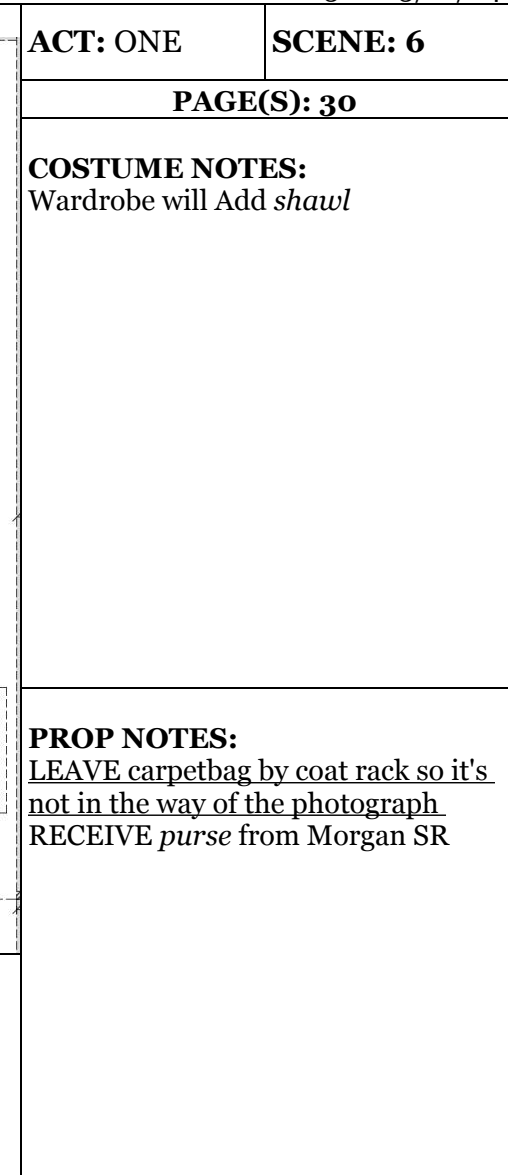 ACT: ONE
SCENE: 6
PAGE(S): 30
COSTUME NOTES:
Wardrobe will Add shawl
PROP NOTES:
LEAVE carpetbag by coat rack so it's
not in the way of the photograph
RECEIVE purse from Morgan SR